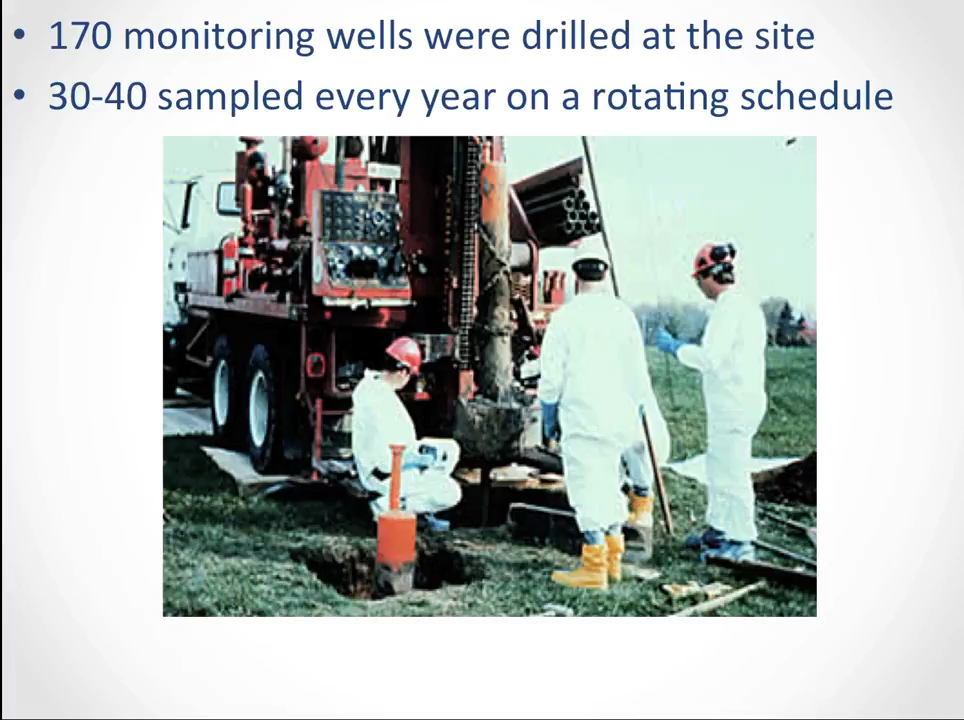 • 170 monitoring wells were drilled at the site
• 30-40 sampled every year on a rotating schedule